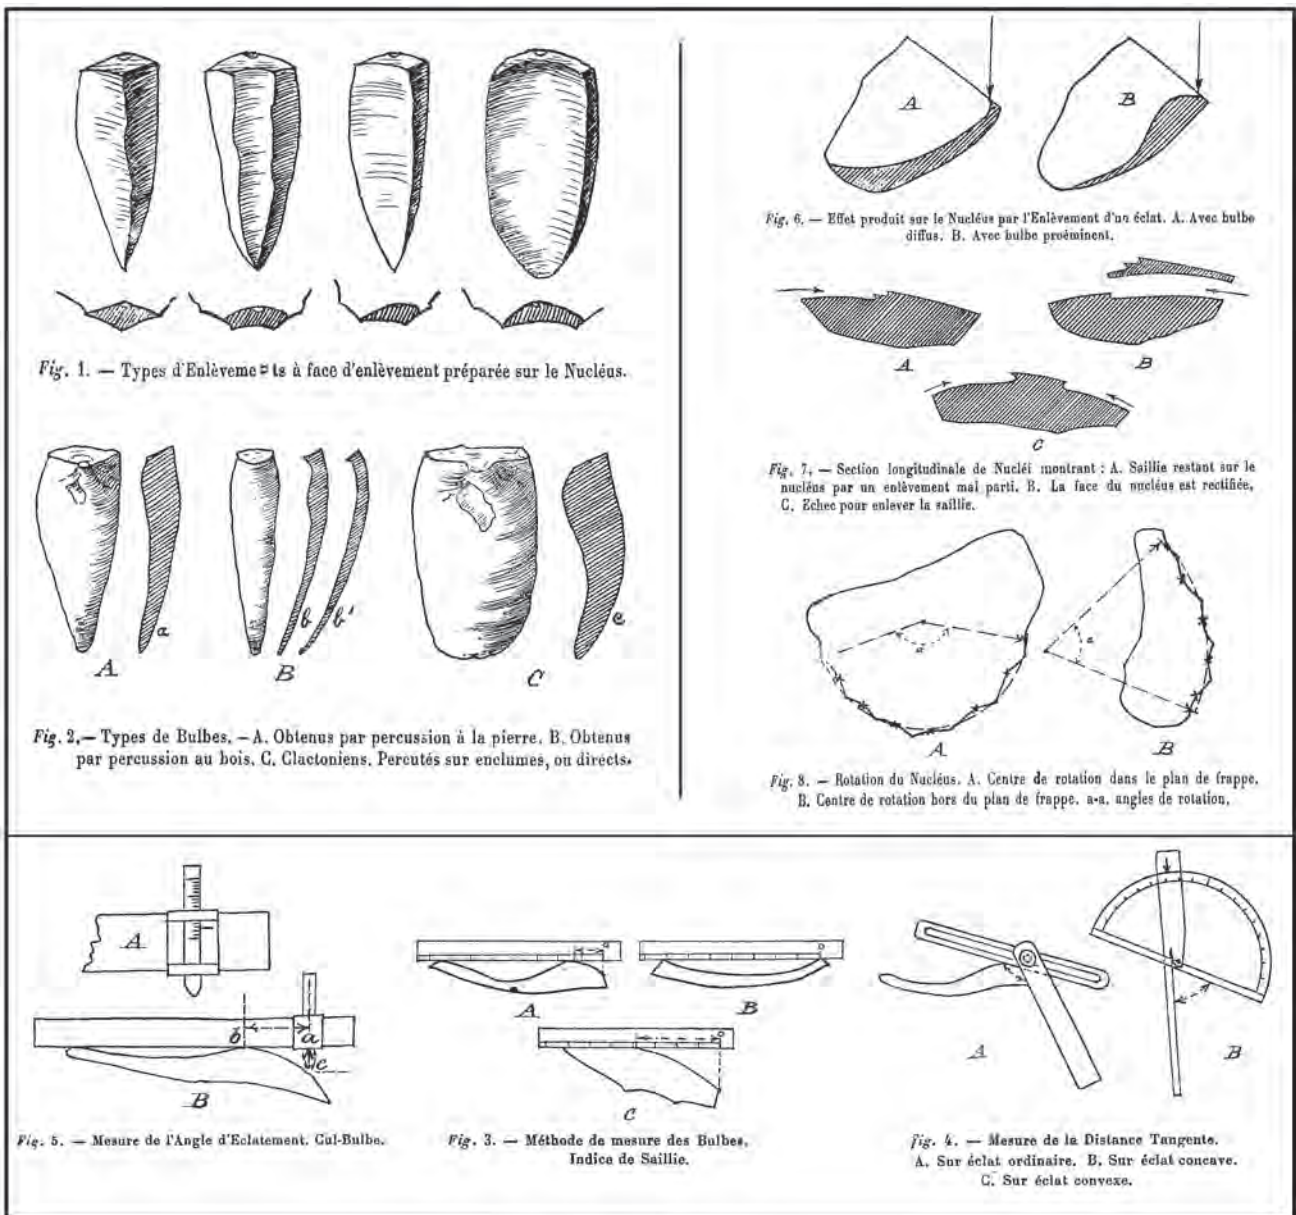 Fig. 1. — Types d'Enlèveme ts à face d'enlèvement préparée sur le Nucléus.
a
b
b'
c
A
B
C
Fig. 2. — Types de Bulbes. — A. Obtenus par percussion à la pierre. B. Obtenus
par percussion au bois. C. Clactoniens. Percutés sur enclumes, ou directs.
A
B
Fig. 6. — Effet produit sur le Nucléus par l'Enlèvement d'un éclat. A. Avec bulbe
diffus. B. Avec bulbe proéminent.
A
B
C
Fig. 7. — Section longitudinale de Nucléi montrant : A. Saillie restant sur le
nucléus par un enlèvement mal parti. B. La face du nucléus est rectifiée.
C. Echec pour enlever la saillie.
a
a
A
B
Fig. 8. — Rotation du Nucléus. A. Centre de rotation dans le plan de frappe.
B. Centre de rotation hors du plan de frappe. a-a. angles de rotation.
A
b
a
c
B
Fig. 5. — Mesure de l'Angle d'Eclatement. Cul-Bulbe.
A
B
C
Fig. 3. — Méthode de mesure des Bulbes.
Indice de Saillie.
A
B
Fig. 4. — Mesure de la Distance Tangente.
A. Sur éclat ordinaire. B. Sur éclat concave.
C. Sur éclat convexe.